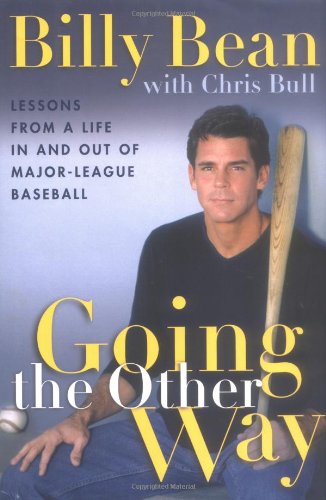 Billy Bean
with Chris Bull
LESSONS
FROM A LIFE
IN AND OUT OF
MAJOR-LEAGUE
BASEBALL
Going
the Other
Way